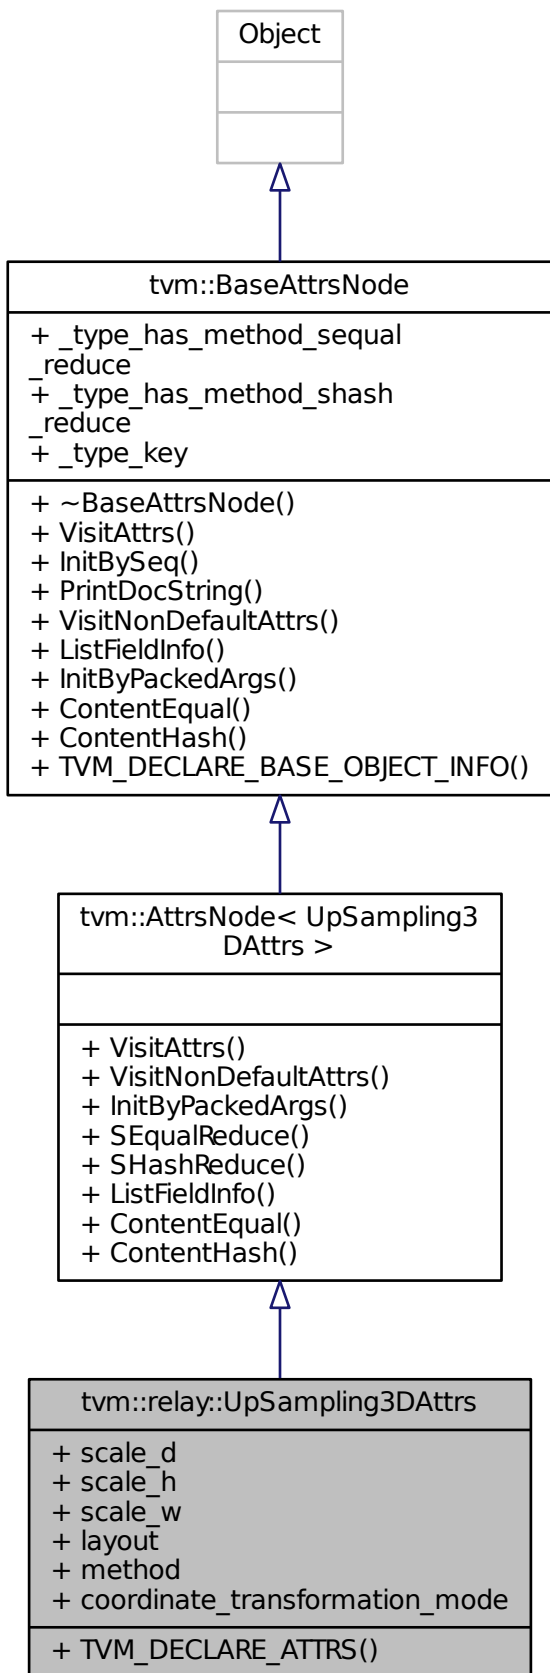 Object
tvm::BaseAttrsNode
+ _type_has_method_sequal
_reduce
+ _type_has_method_shash
_reduce
+ _type_key
+ ~BaseAttrsNode()
+ VisitAttrs()
+ InitBySeq()
+ PrintDocString()
+ VisitNonDefaultAttrs()
+ ListFieldInfo()
+ InitByPackedArgs()
+ ContentEqual()
+ ContentHash()
+ TVM_DECLARE_BASE_OBJECT_INFO()
tvm::AttrsNode< UpSampling3
DAttrs >
+ VisitAttrs()
+ VisitNonDefaultAttrs()
+ InitByPackedArgs()
+ SEqualReduce()
+ SHashReduce()
+ ListFieldInfo()
+ ContentEqual()
+ ContentHash()
tvm::relay::UpSampling3DAttrs
+ scale_d
+ scale_h
+ scale_w
+ layout
+ method
+ coordinate_transformation_mode
+ TVM_DECLARE_ATTRS()